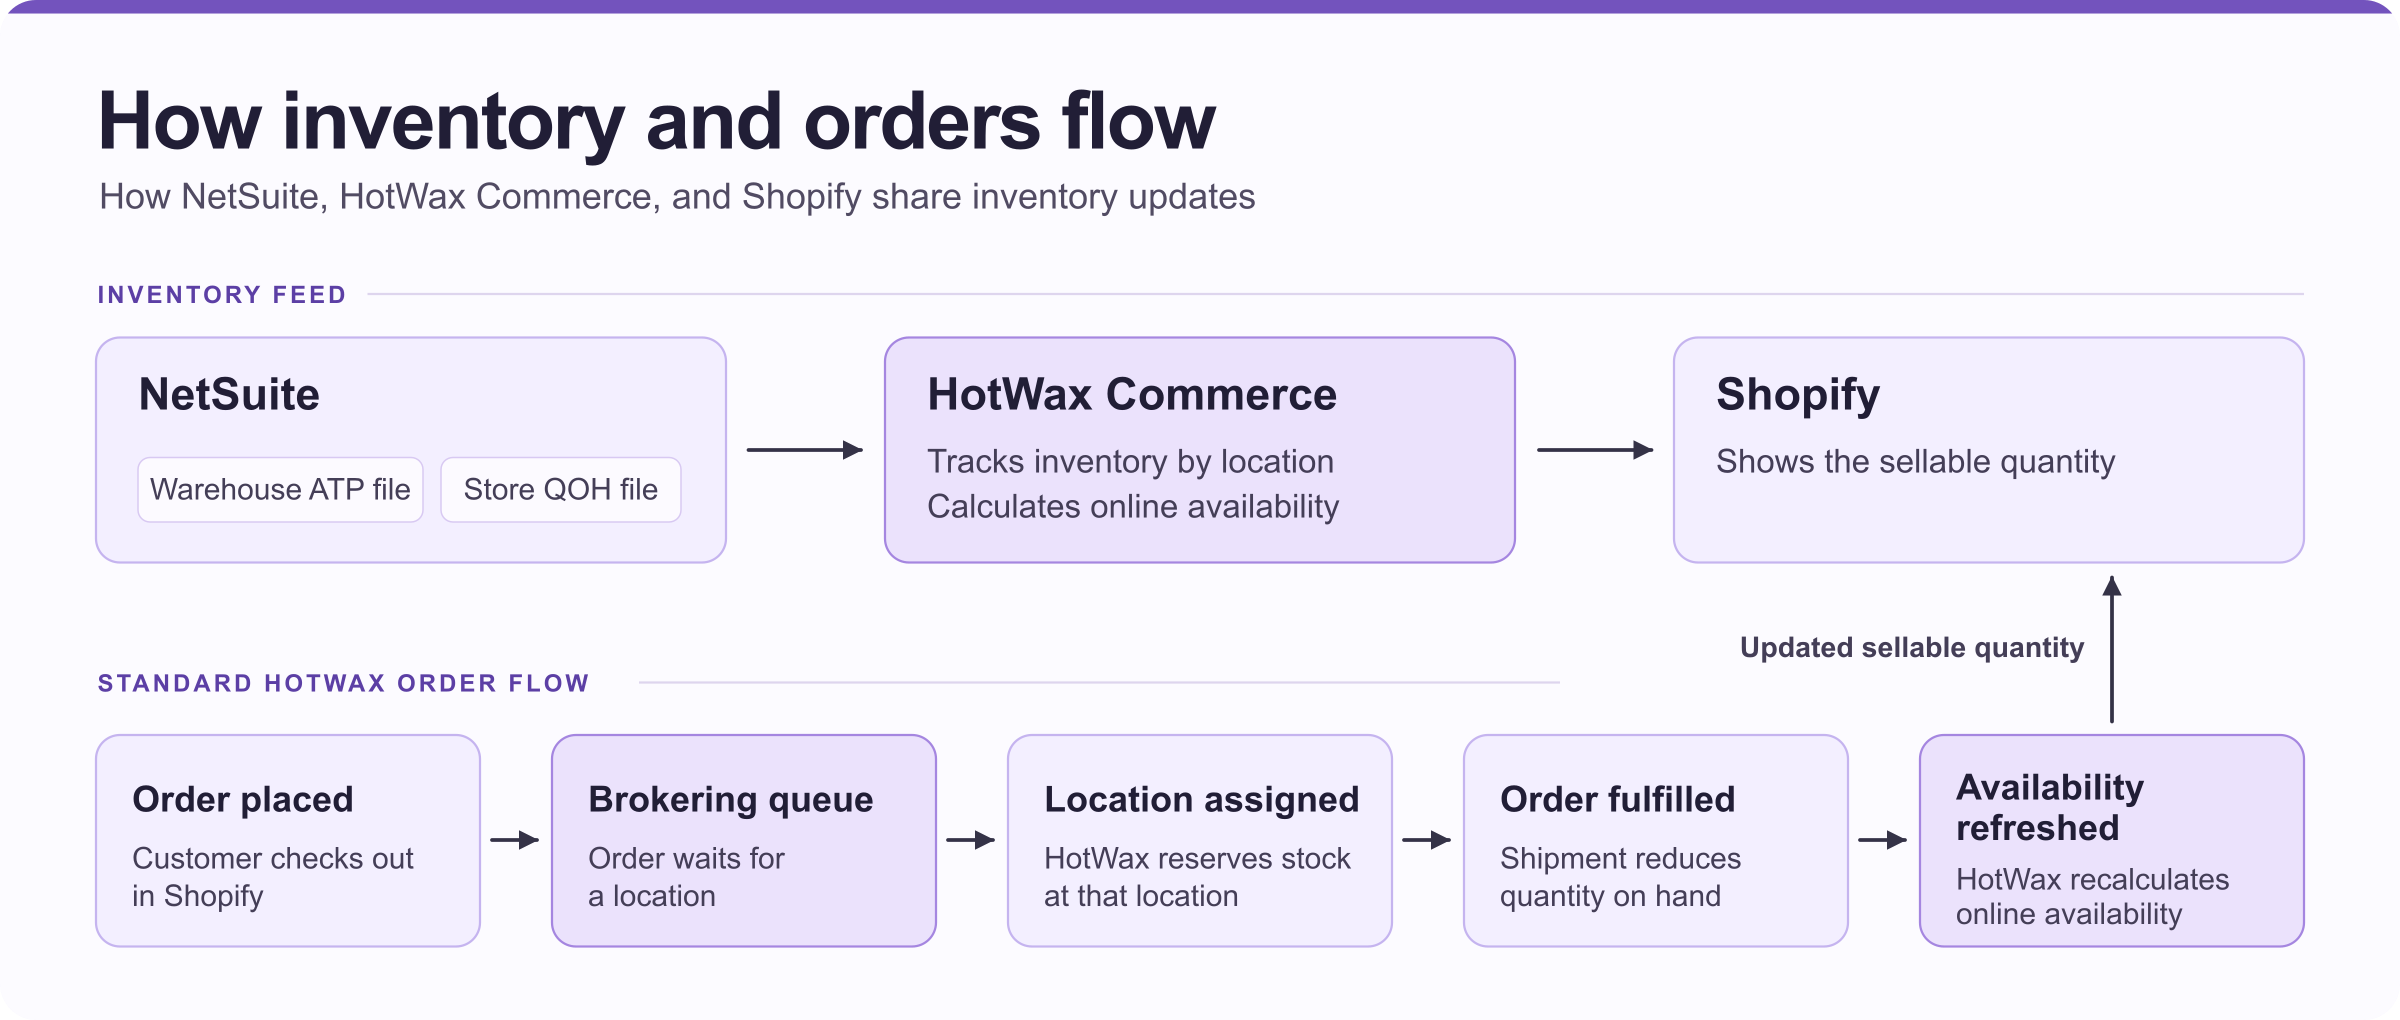 How inventory and orders flow
How NetSuite, HotWax Commerce, and Shopify share inventory updates
INVENTORY FEED
NetSuite
Warehouse ATP file
Store QOH file
HotWax Commerce
Tracks inventory by location
Calculates online availability
Shopify
Shows the sellable quantity
Updated sellable quantity
STANDARD HOTWAX ORDER FLOW
Order placed
Customer checks out
in Shopify
Brokering queue
Order waits for
a location
Location assigned
HotWax reserves stock
at that location
Order fulfilled
Shipment reduces
quantity on hand
Availability
refreshed
HotWax recalculates
online availability